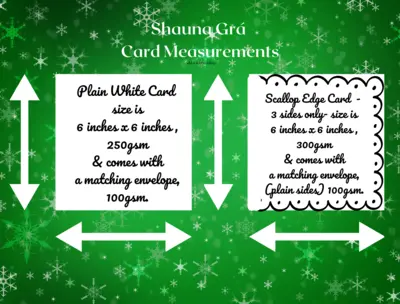 Shauna Grá
Card Measurements
Plain White Card
size is
6 inches x 6 inches ,
250gsm
& comes with
a matching envelope,
100gsm.
Scallop Edge Card -
3 sides only- size is
6 inches x 6 inches ,
300gsm
& comes with
a matching envelope,
(plain sides) 100gsm.